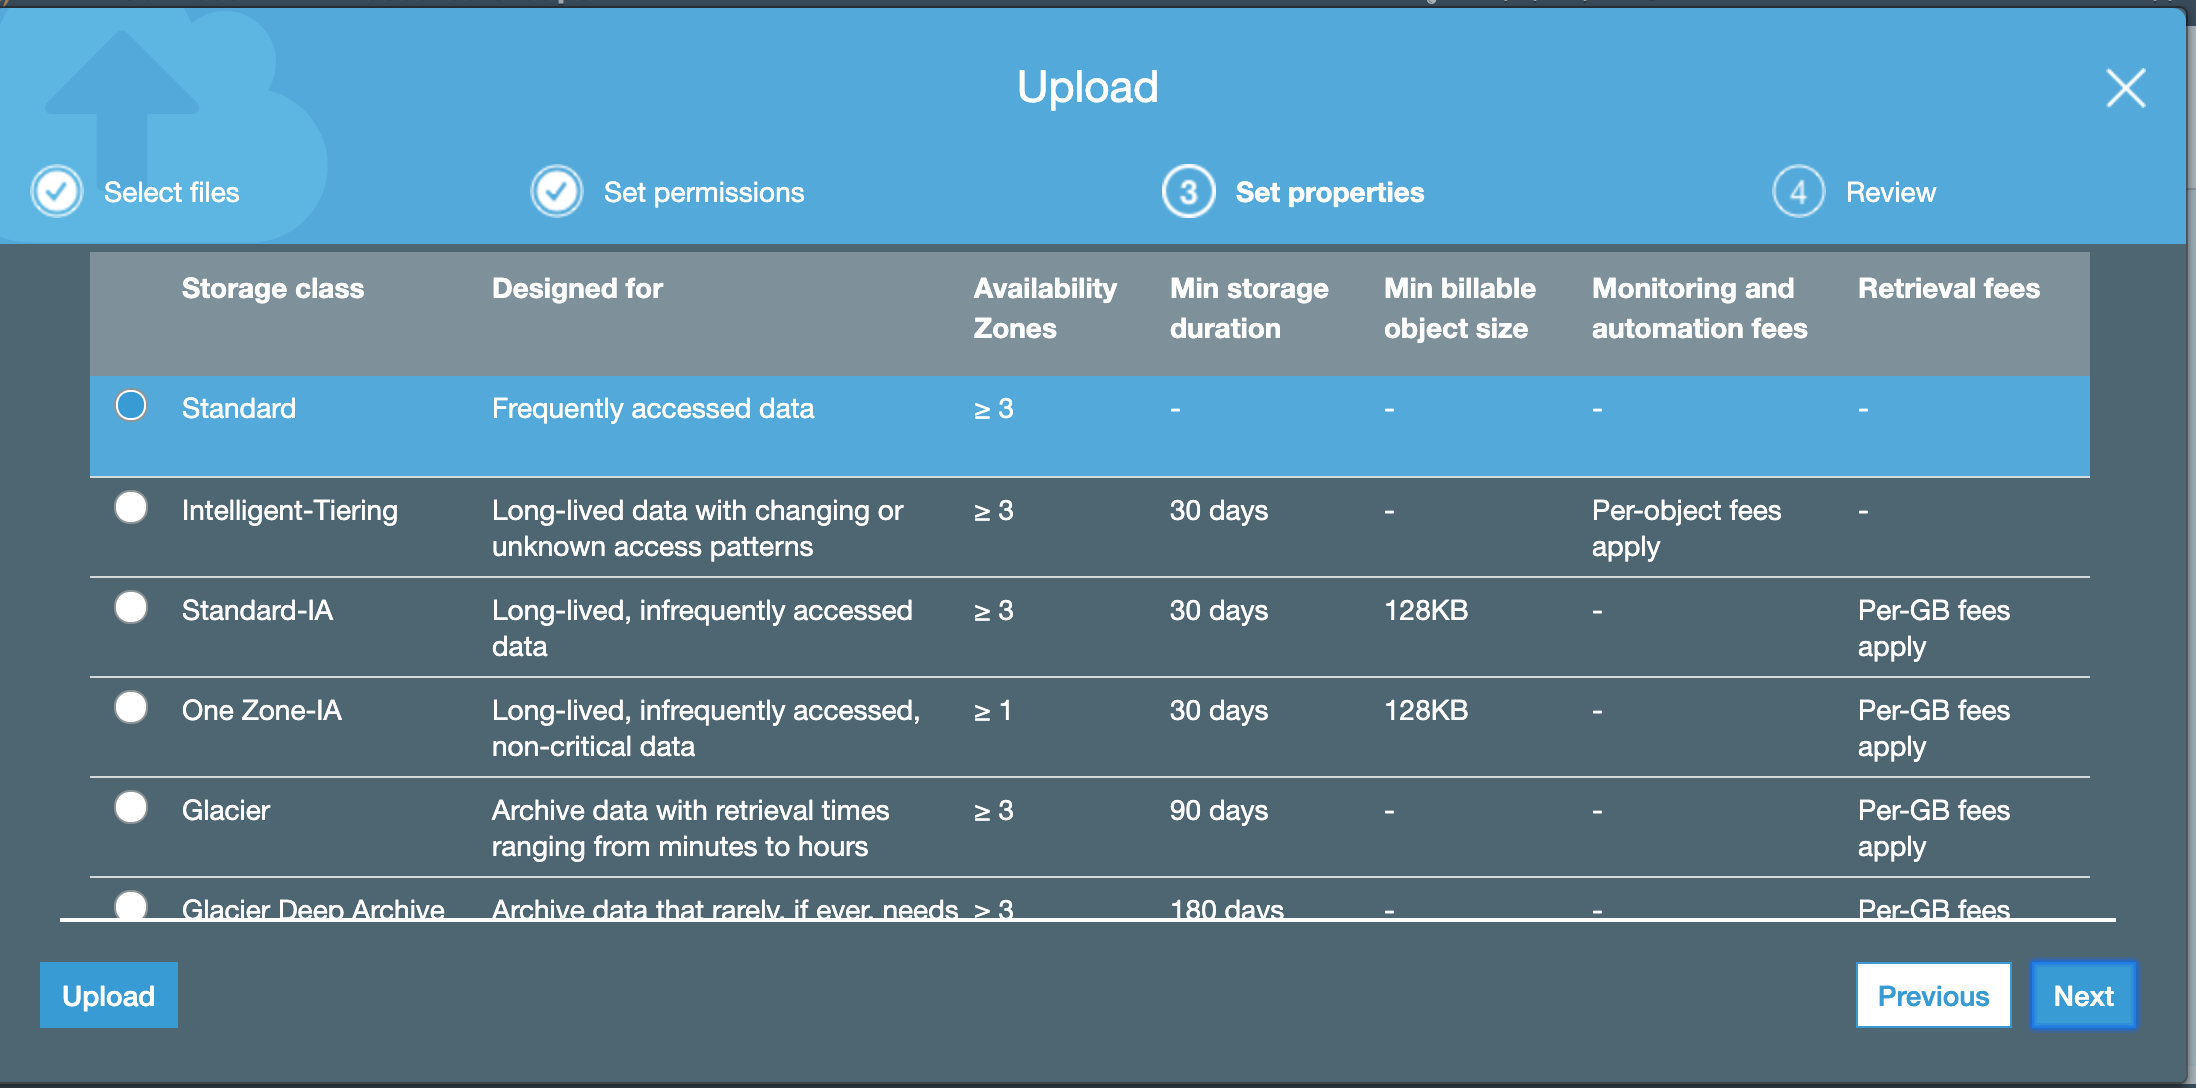 Upload
Select files
Set permissions
3 Set properties
4 Review
Storage class Designed for Availability Min storage Min billable Monitoring and Retrieval fees
Zones duration object size automation fees
Standard Frequently accessed data ≥ 3 - - - -
Intelligent-Tiering Long-lived data with changing or ≥ 3 30 days - Per-object fees -
unknown access patterns apply
Standard-IA Long-lived, infrequently accessed ≥ 3 30 days 128KB - Per-GB fees
data apply
One Zone-IA Long-lived, infrequently accessed, ≥ 1 30 days 128KB - Per-GB fees
non-critical data apply
Glacier Archive data with retrieval times ≥ 3 90 days - - Per-GB fees
ranging from minutes to hours apply
Glacier Deep Archive Archive data that rarely, if ever, needs ≥ 3 180 days - - Per-GB fees
Upload
Previous
Next